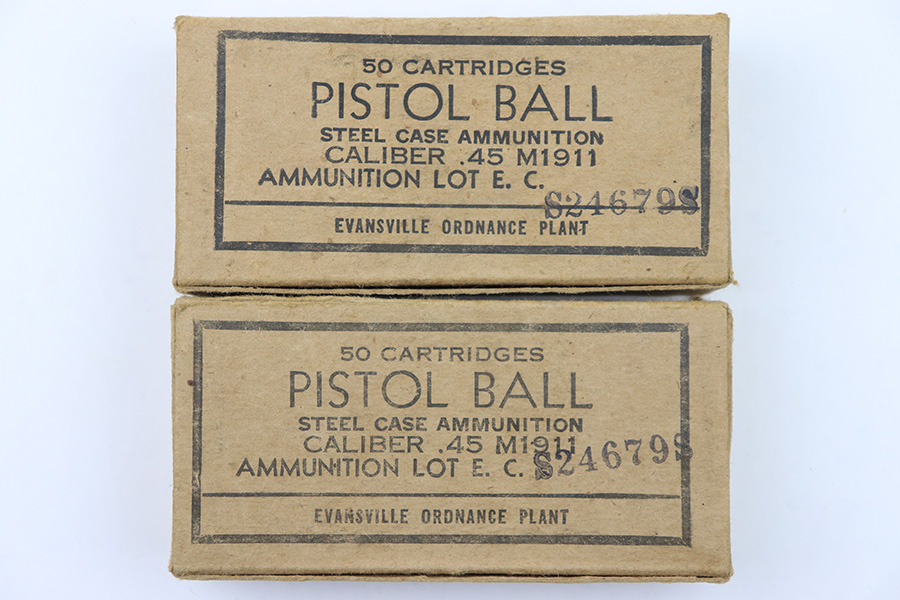 50 CARTRIDGES
PISTOL BALL
STEEL CASE AMMUNITION
CALIBER .45 M1911
AMMUNITION LOT E. C. S24679S
EVANSVILLE ORDNANCE PLANT
50 CARTRIDGES
PISTOL BALL
STEEL CASE AMMUNITION
CALIBER .45 M1911
AMMUNITION LOT E. C. S24679S
EVANSVILLE ORDNANCE PLANT